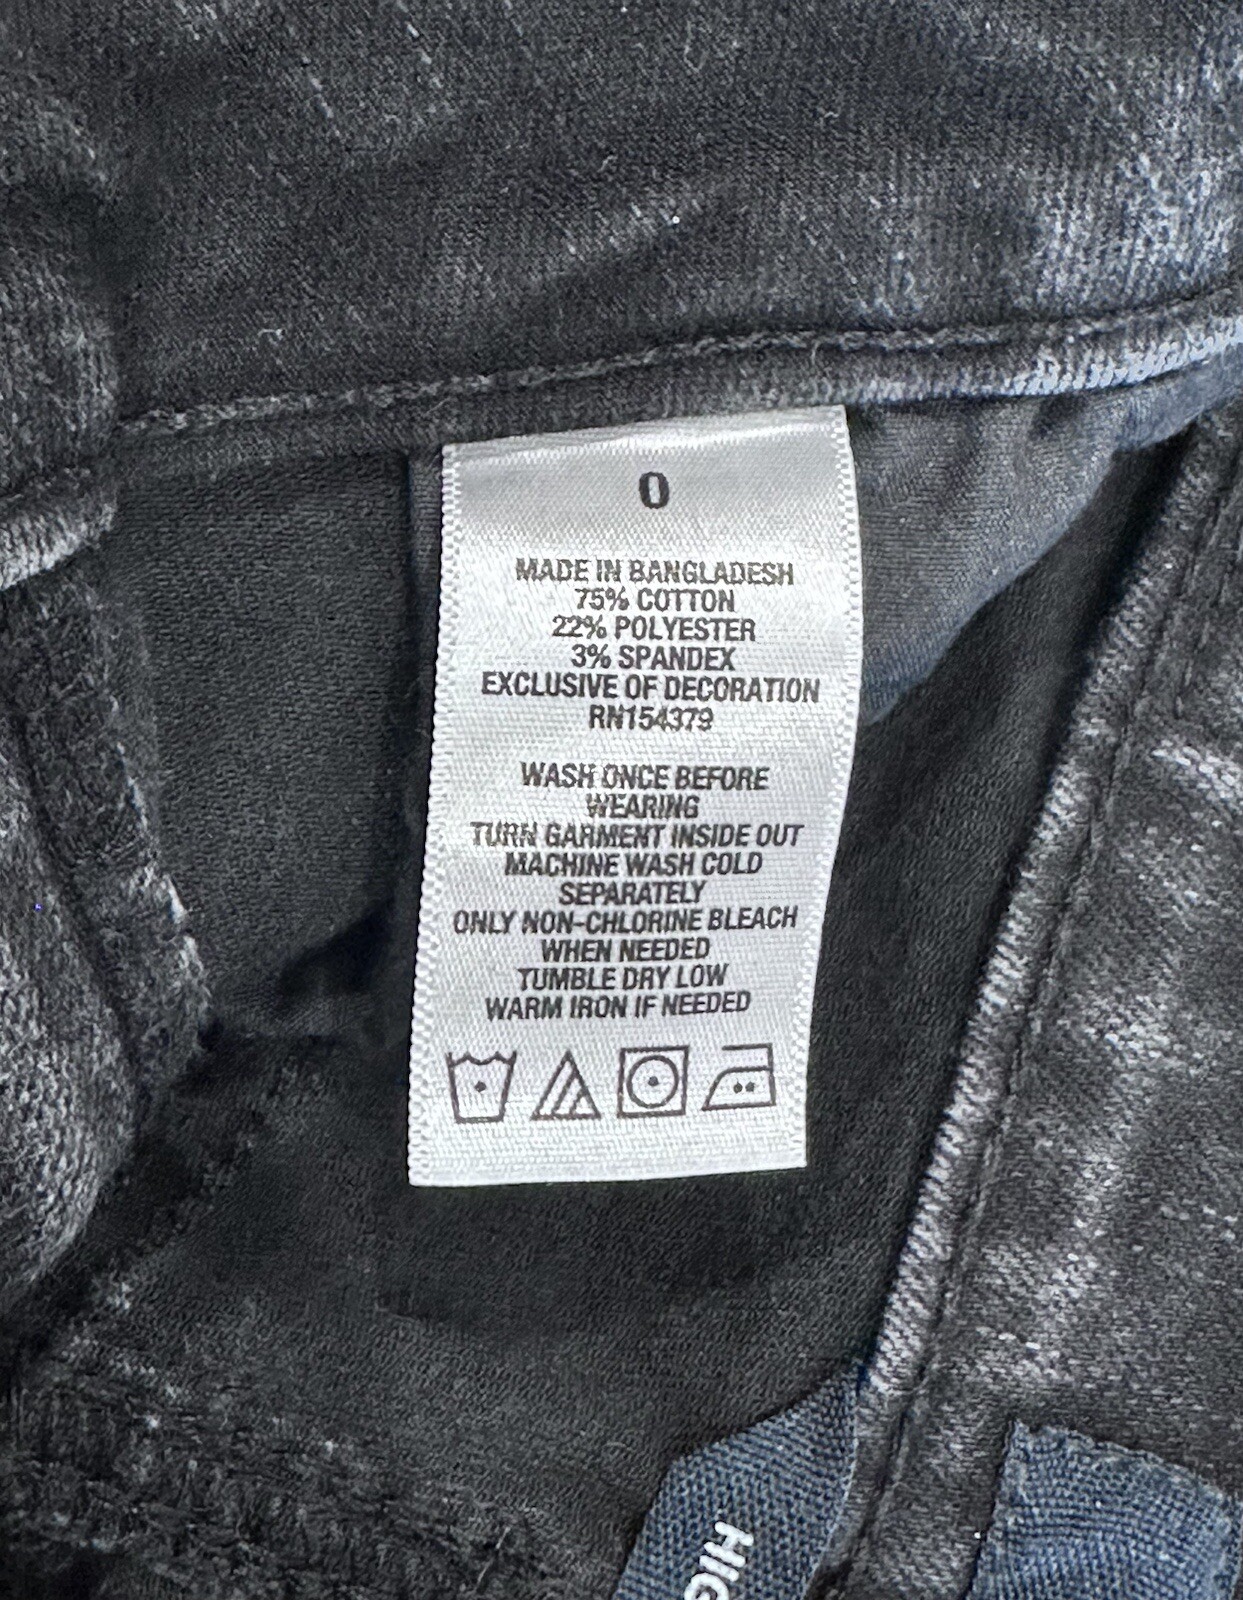 0
MADE IN BANGLADESH
75% COTTON
22% POLYESTER
3% SPANDEX
EXCLUSIVE OF DECORATION
RN154379
WASH ONCE BEFORE
WEARING
TURN GARMENT INSIDE OUT
MACHINE WASH COLD
SEPARATELY
ONLY NON-CHLORINE BLEACH
WHEN NEEDED
TUMBLE DRY LOW
WARM IRON IF NEEDED